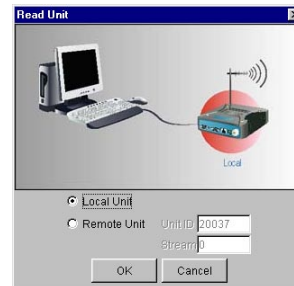 Read Unit
Local
Local Unit
Remote Unit Unit ID 20037
Stream 0
OK Cancel